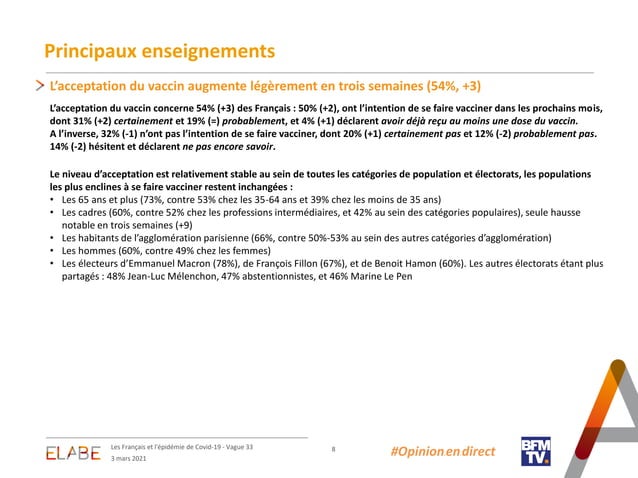 Principaux enseignements
L’acceptation du vaccin augmente légèrement en trois semaines (54%, +3)
L’acceptation du vaccin concerne 54% (+3) des Français : 50% (+2), ont l’intention de se faire vacciner dans les prochains mois,
dont 31% (+2) certainement et 19% (=) probablement, et 4% (+1) déclarent avoir déjà reçu au moins une dose du vaccin.
A l’inverse, 32% (-1) n’ont pas l’intention de se faire vacciner, dont 20% (+1) certainement pas et 12% (-2) probablement pas.
14% (-2) hésitent et déclarent ne pas encore savoir.
Le niveau d’acceptation est relativement stable au sein de toutes les catégories de population et électorats, les populations
les plus enclines à se faire vacciner restent inchangées :
• Les 65 ans et plus (73%, contre 53% chez les 35-64 ans et 39% chez les moins de 35 ans)
• Les cadres (60%, contre 52% chez les professions intermédiaires, et 42% au sein des catégories populaires), seule hausse
notable en trois semaines (+9)
• Les habitants de l’agglomération parisienne (66%, contre 50%-53% au sein des autres catégories d’agglomération)
• Les hommes (60%, contre 49% chez les femmes)
• Les électeurs d’Emmanuel Macron (78%), de François Fillon (67%), et de Benoit Hamon (60%). Les autres électorats étant plus
partagés : 48% Jean-Luc Mélenchon, 47% abstentionnistes, et 46% Marine Le Pen
ELABE
Les Français et l'épidémie de Covid-19 - Vague 33
3 mars 2021
8
#Opinion en direct
BFM
TV.